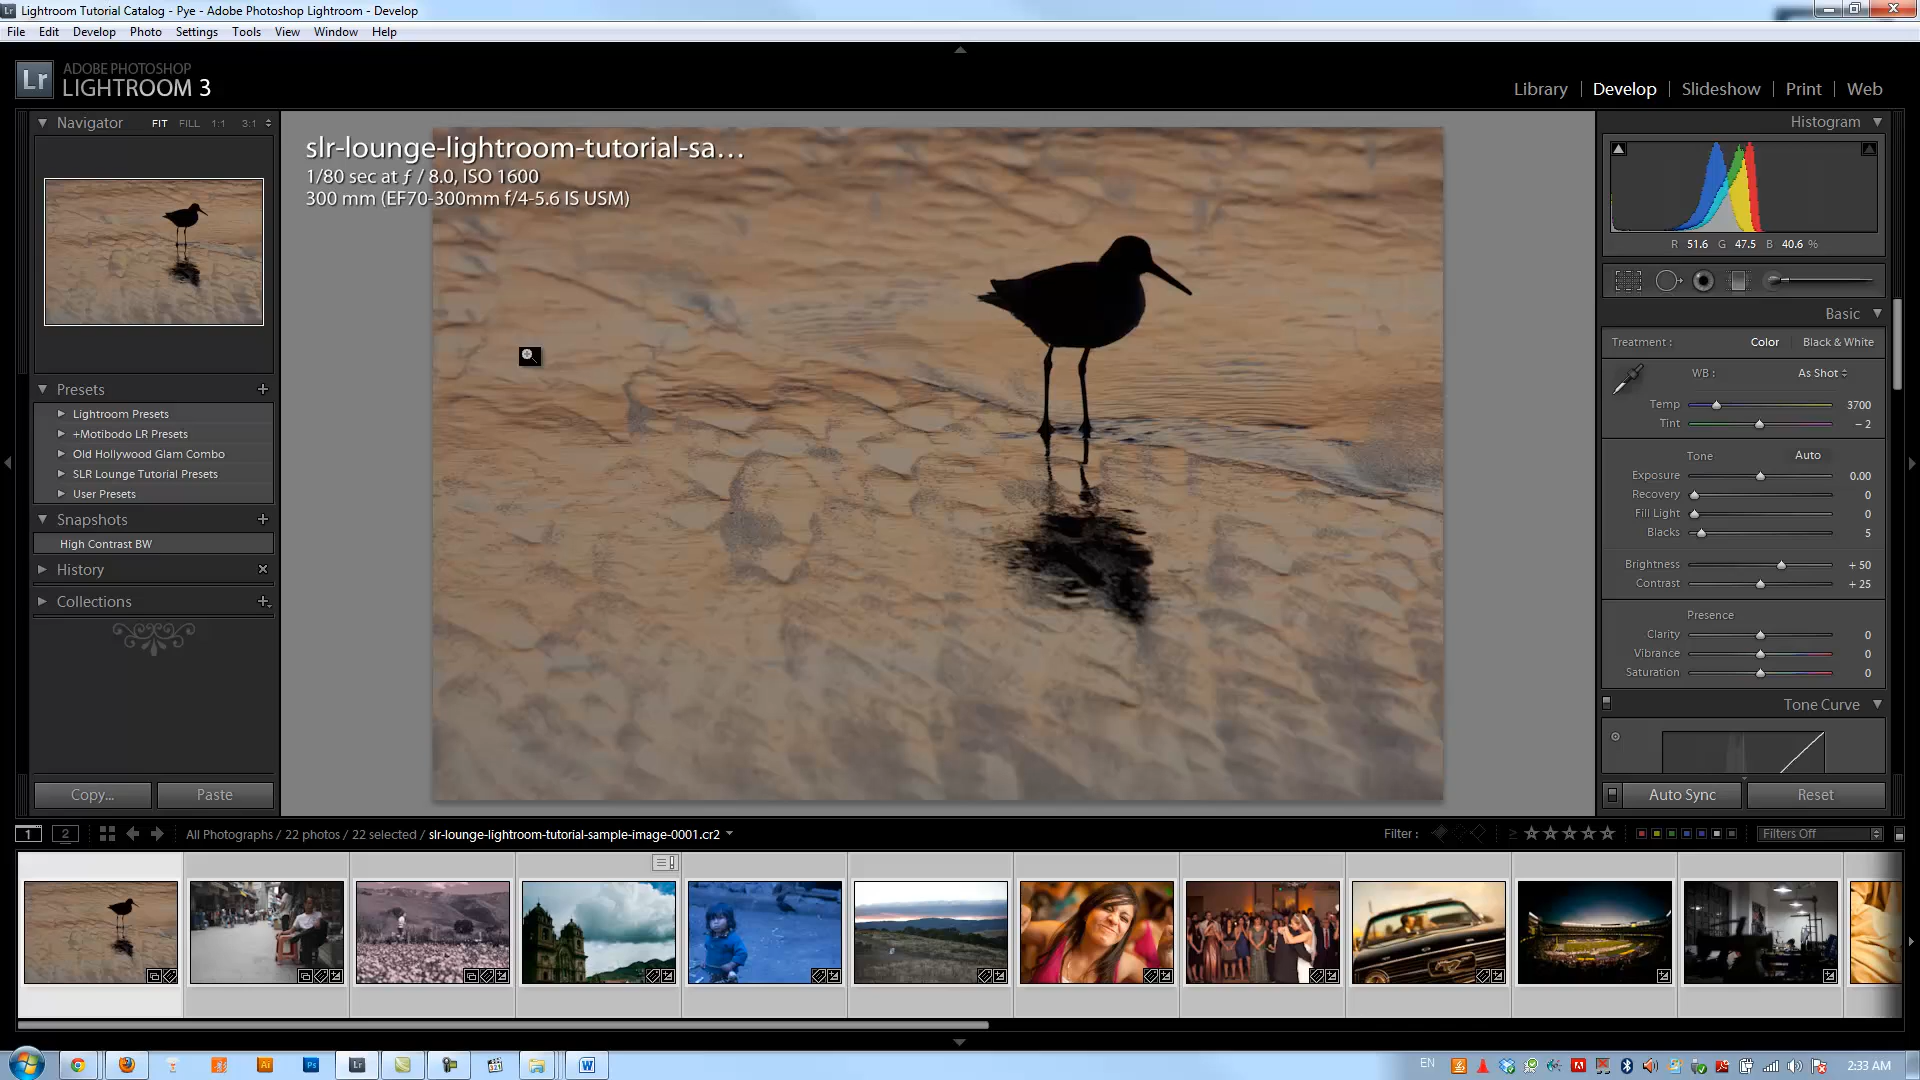 Lightroom Tutorial Catalog - Pye - Adobe Photoshop Lightroom - Develop
File Edit Develop Photo Settings Tools View Window Help
Lr ADOBE PHOTOSHOP
LIGHTROOM 3
Library | Develop | Slideshow | Print | Web
Navigator FIT FILL 1:1 3:1
Presets
Lightroom Presets
+Motibodo LR Presets
Old Hollywood Glam Combo
SLR Lounge Tutorial Presets
User Presets
Snapshots
High Contrast BW
History
Collections
Copy... Paste
slr-lounge-lightroom-tutorial-sa...
1/80 sec at ƒ / 8.0, ISO 1600
300 mm (EF70-300mm f/4-5.6 IS USM)
Histogram
R 51.6 G 47.5 B 40.6 %
Basic
Treatment : Color Black & White
WB : As Shot
Temp 3700
Tint – 2
Tone Auto
Exposure 0.00
Recovery 0
Fill Light 0
Blacks 5
Brightness + 50
Contrast + 25
Presence
Clarity 0
Vibrance 0
Saturation 0
Tone Curve
Auto Sync Reset
1 2 All Photographs / 22 photos / 22 selected / slr-lounge-lightroom-tutorial-sample-image-0001.cr2 Filter : ≥ Filters Off
Ai Ps Lr W EN 2:33 AM